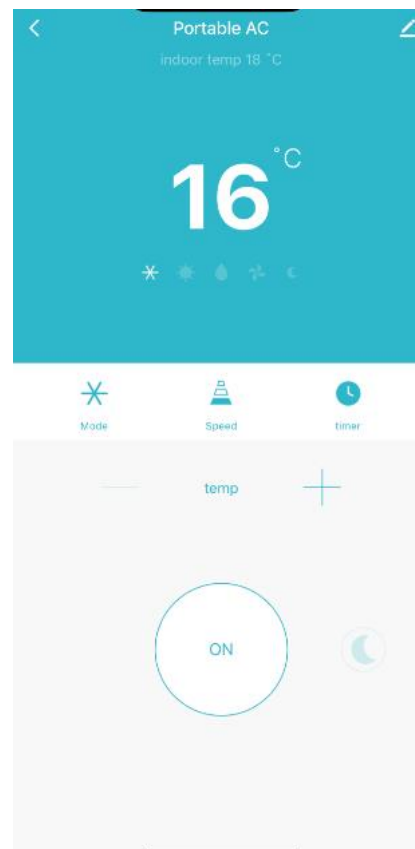 Portable AC
indoor temp 18 °C
16 °C
Mode Speed timer
temp
ON